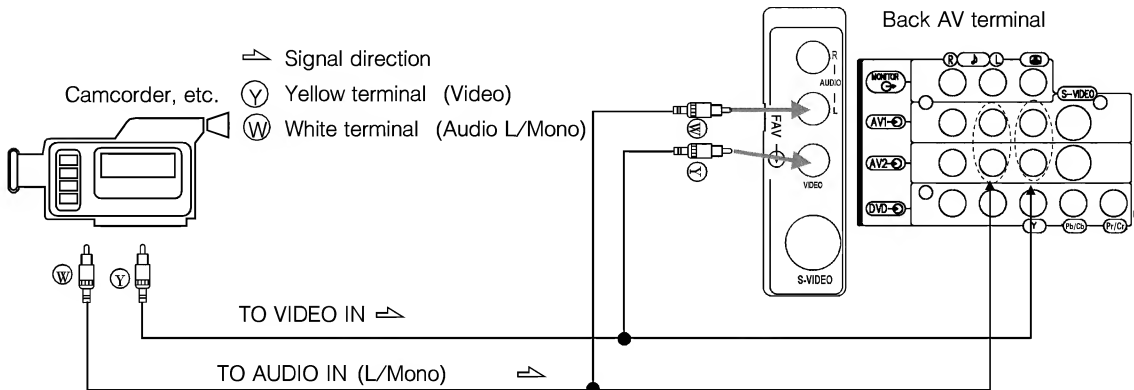 Back AV terminal
Signal direction
Camcorder, etc.
Y Yellow terminal (Video)
W White terminal (Audio L/Mono)
R
AUDIO
L
FAV
VIDEO
S-VIDEO
W
Y
R L
MONITOR
S-VIDEO
AV1
AV2
DVD
Y Pb/Cb Pr/Cr
W Y
TO VIDEO IN
TO AUDIO IN (L/Mono)